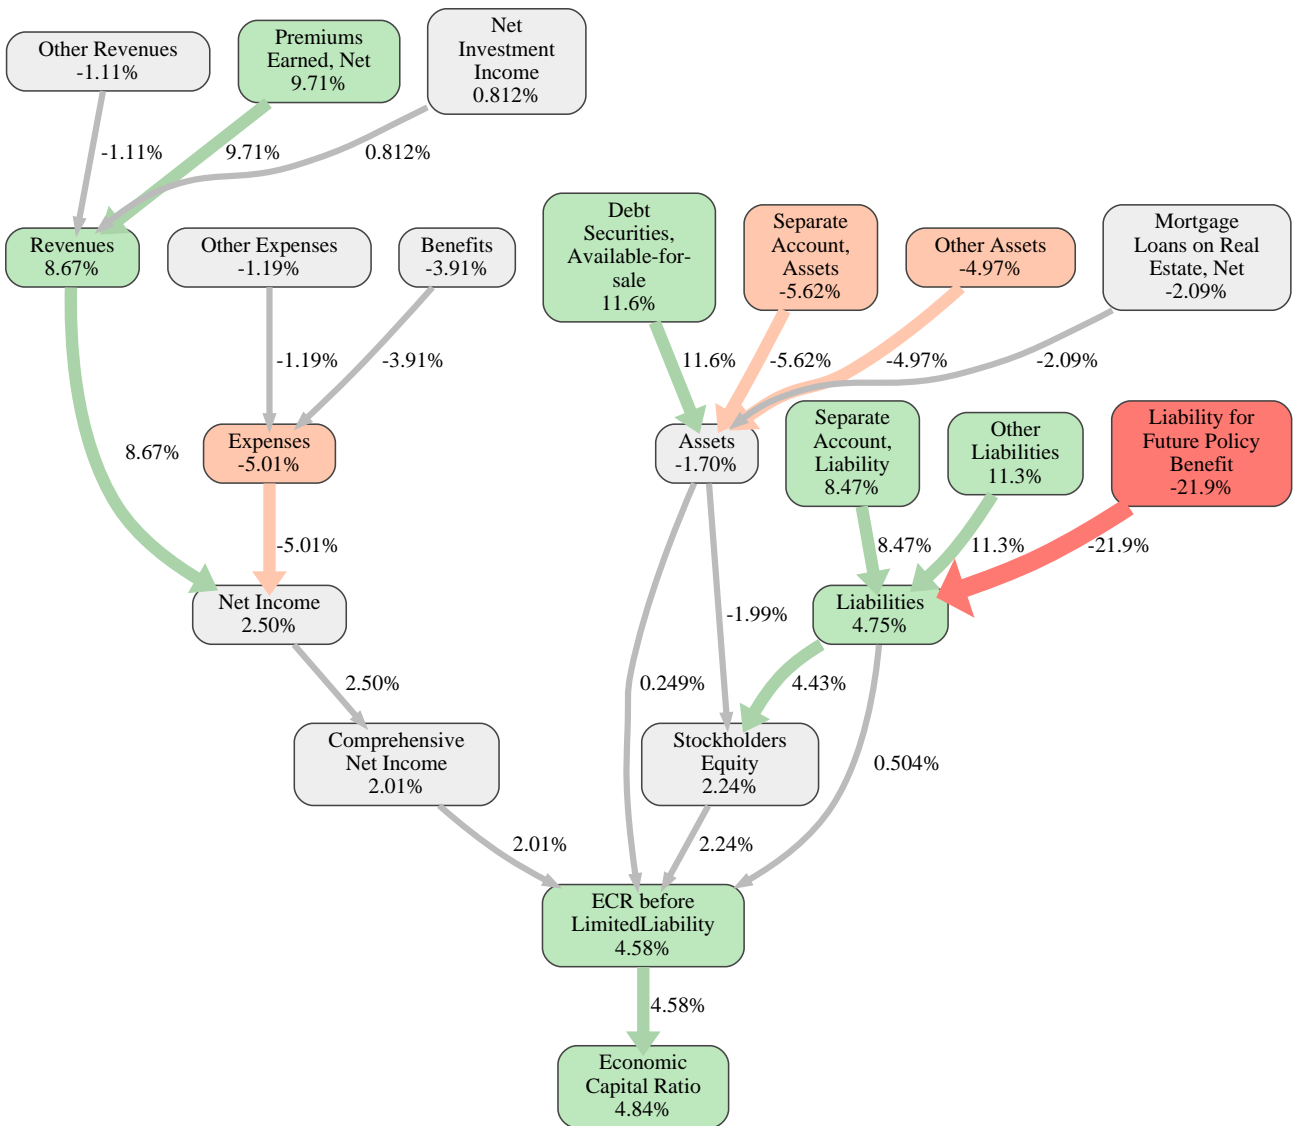 Other Revenues
-1.11%
Premiums
Earned, Net
9.71%
Net
Investment
Income
0.812%
-1.11%
9.71%
0.812%
Revenues
8.67%
Other Expenses
-1.19%
Benefits
-3.91%
Debt
Securities,
Available-for-
sale
11.6%
Separate
Account,
Assets
-5.62%
Other Assets
-4.97%
Mortgage
Loans on Real
Estate, Net
-2.09%
-1.19%
-3.91%
11.6%
-5.62%
-4.97%
-2.09%
8.67%
Expenses
-5.01%
Assets
-1.70%
Separate
Account,
Liability
8.47%
Other
Liabilities
11.3%
Liability for
Future Policy
Benefit
-21.9%
-5.01%
8.47%
11.3%
-21.9%
Net Income
2.50%
-1.99%
Liabilities
4.75%
2.50%
0.249%
4.43%
Comprehensive
Net Income
2.01%
Stockholders
Equity
2.24%
0.504%
2.01%
2.24%
ECR before
LimitedLiability
4.58%
4.58%
Economic
Capital Ratio
4.84%